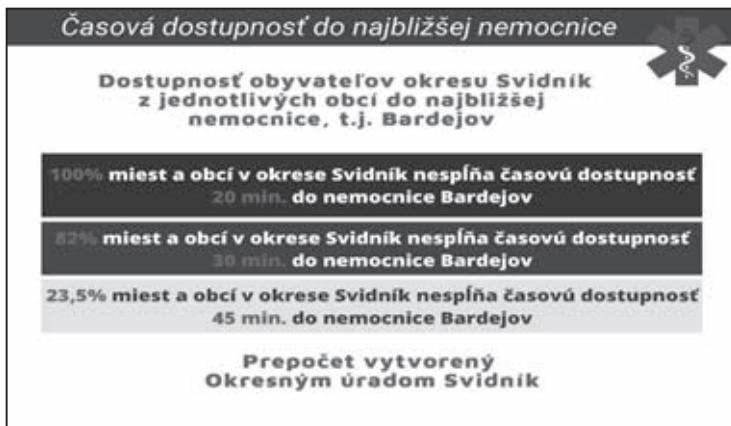 Časová dostupnosť do najbližšej nemocnice
Dostupnosť obyvateľov okresu Svidník
z jednotlivých obcí do najbližšej
nemocnice, t.j. Bardejov
100% miest a obcí v okrese Svidník nespĺňa časovú dostupnosť
20 min. do nemocnice Bardejov
82% miest a obcí v okrese Svidník nespĺňa časovú dostupnosť
30 min. do nemocnice Bardejov
23,5% miest a obcí v okrese Svidník nespĺňa časovú dostupnosť
45 min. do nemocnice Bardejov
Prepočet vytvorený
Okresným úradom Svidník